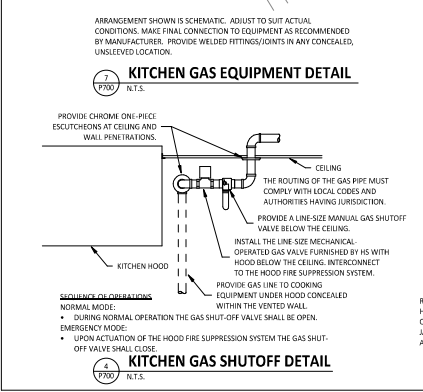 ARRANGEMENT SHOWN IS SCHEMATIC. ADJUST TO SUIT ACTUAL
CONDITIONS. MAKE FINAL CONNECTION TO EQUIPMENT AS RECOMMENDED
BY MANUFACTURER. PROVIDE WELDED FITTINGS/JOINTS IN ANY CONCEALED,
UNSLEEVED LOCATION.
7
P700
KITCHEN GAS EQUIPMENT DETAIL
N.T.S.
PROVIDE CHROME ONE-PIECE
ESCUTCHEONS AT CEILING AND
WALL PENETRATIONS.
CEILING
THE ROUTING OF THE GAS PIPE MUST
COMPLY WITH LOCAL CODES AND
AUTHORITIES HAVING JURISDICTION.
PROVIDE A LINE-SIZE MANUAL GAS SHUTOFF
VALVE BELOW THE CEILING.
INSTALL THE LINE-SIZE MECHANICAL-
OPERATED GAS VALVE FURNISHED BY HS WITH
HOOD BELOW THE CEILING. INTERCONNECT
TO THE HOOD FIRE SUPPRESSION SYSTEM.
KITCHEN HOOD
PROVIDE GAS LINE TO COOKING
EQUIPMENT UNDER HOOD CONCEALED
WITHIN THE VENTED WALL.
SEQUENCE OF OPERATIONS
NORMAL MODE:
• DURING NORMAL OPERATION THE GAS SHUT-OFF VALVE SHALL BE OPEN.
EMERGENCY MODE:
• UPON ACTUATION OF THE HOOD FIRE SUPPRESSION SYSTEM THE GAS SHUT-
OFF VALVE SHALL CLOSE.
4
P700
KITCHEN GAS SHUTOFF DETAIL
N.T.S.